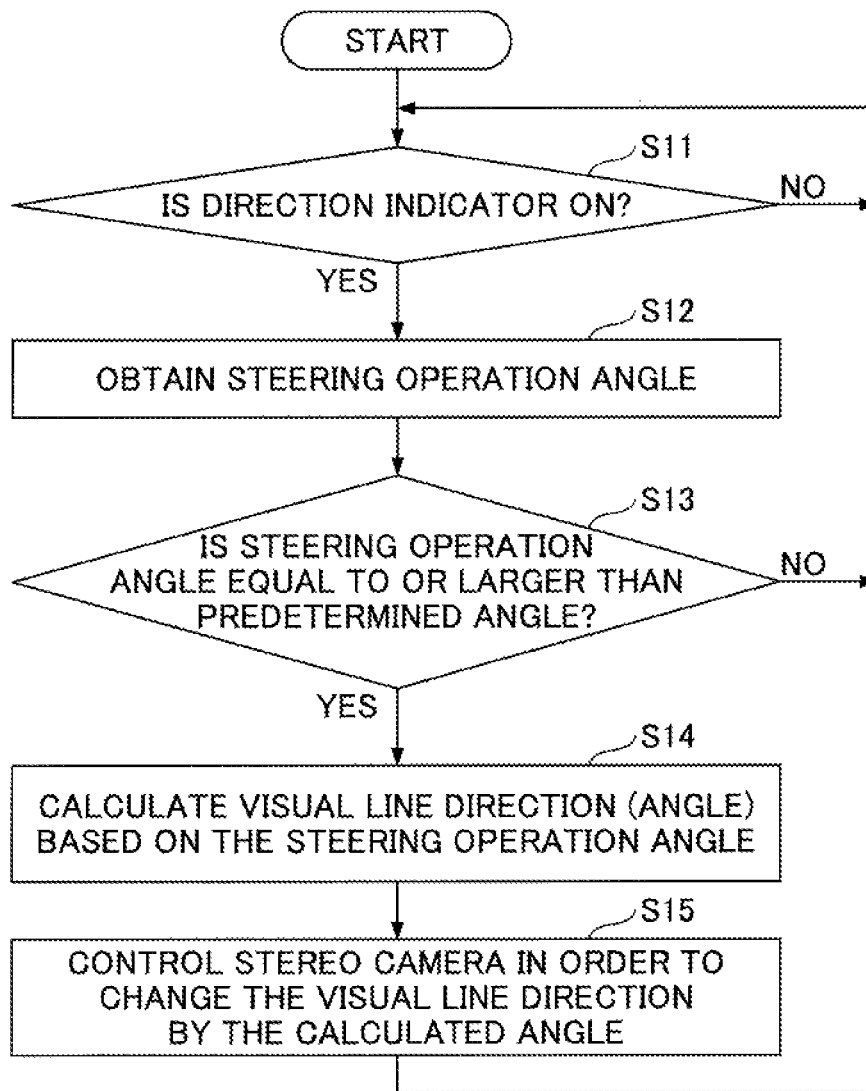 START
S11
IS DIRECTION INDICATOR ON?
NO
YES
S12
OBTAIN STEERING OPERATION ANGLE
S13
IS STEERING OPERATION
ANGLE EQUAL TO OR LARGER THAN
PREDETERMINED ANGLE?
NO
YES
S14
CALCULATE VISUAL LINE DIRECTION (ANGLE)
BASED ON THE STEERING OPERATION ANGLE
S15
CONTROL STEREO CAMERA IN ORDER TO
CHANGE THE VISUAL LINE DIRECTION
BY THE CALCULATED ANGLE